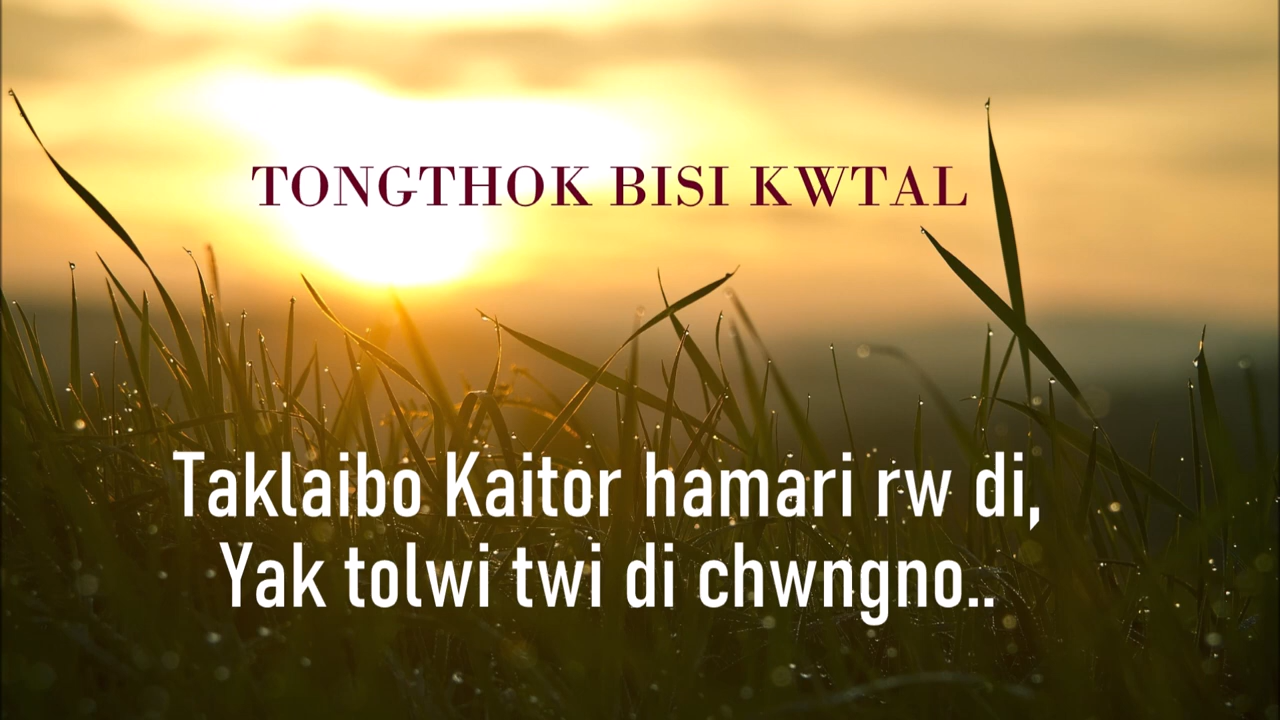 TONGTHOK BISI KWTAL
Taklaibo Kaitor hamari rw di,
Yak tolwi twi di chwngno..